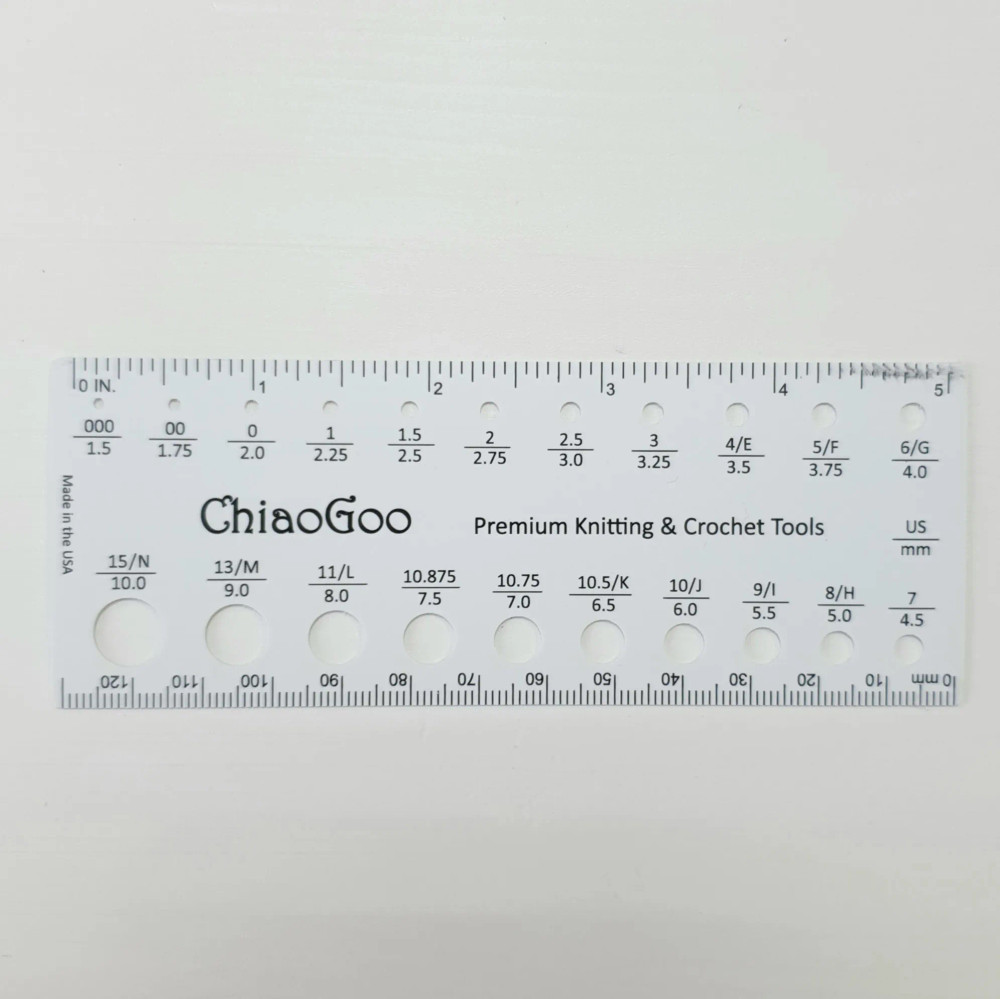 0 IN. 1 2 3 4 5
000 00 0 1 1.5 2 2.5 3 4/E 5/F 6/G
1.5 1.75 2.0 2.25 2.5 2.75 3.0 3.25 3.5 3.75 4.0
Made in the USA
ChiaoGoo Premium Knitting & Crochet Tools
US
mm
15/N 13/M 11/L 10.875 10.75 10.5/K 10/J 9/I 8/H 7
10.0 9.0 8.0 7.5 7.0 6.5 6.0 5.5 5.0 4.5
0 mm 10 20 30 40 50 60 70 80 90 100 110 120